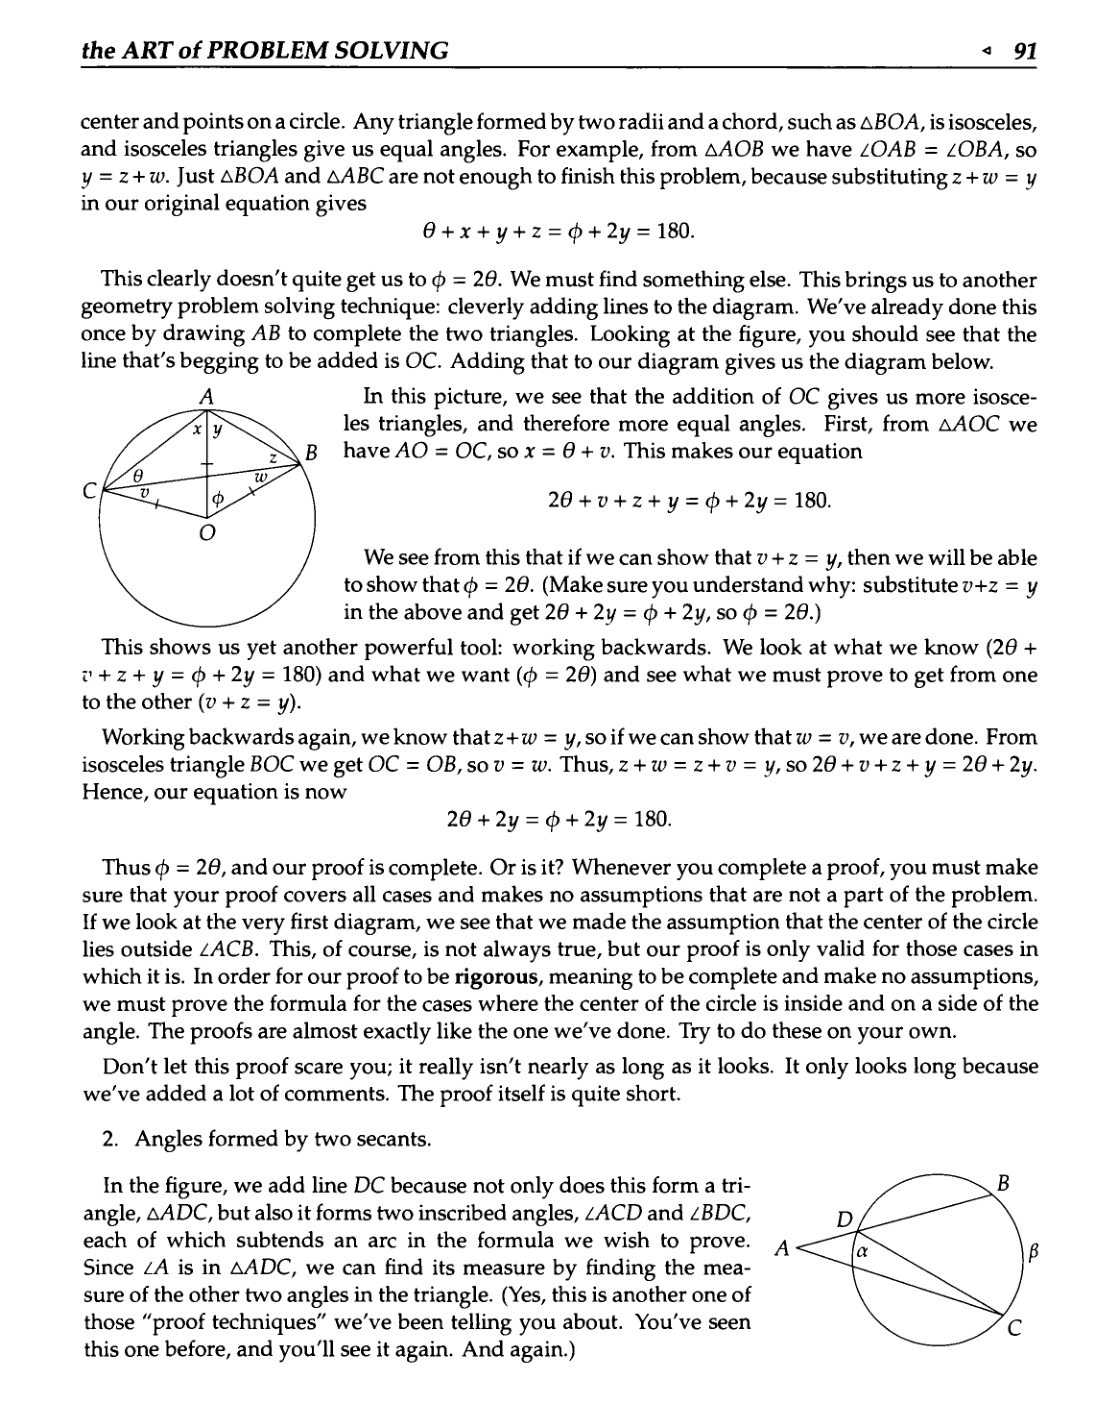 the ART of PROBLEM SOLVING ◃ 91
center and points on a circle. Any triangle formed by two radii and a chord, such as △BOA, is isosceles,
and isosceles triangles give us equal angles. For example, from △AOB we have ∠OAB = ∠OBA, so
y = z + w. Just △BOA and △ABC are not enough to finish this problem, because substituting z + w = y
in our original equation gives
θ + x + y + z = ϕ + 2y = 180.
This clearly doesn't quite get us to ϕ = 2θ. We must find something else. This brings us to another
geometry problem solving technique: cleverly adding lines to the diagram. We've already done this
once by drawing AB to complete the two triangles. Looking at the figure, you should see that the
line that's begging to be added is OC. Adding that to our diagram gives us the diagram below.
A
x y
z B
θ
w
C
v
ϕ
O
In this picture, we see that the addition of OC gives us more isosce-
les triangles, and therefore more equal angles. First, from △AOC we
have AO = OC, so x = θ + v. This makes our equation
2θ + v + z + y = ϕ + 2y = 180.
We see from this that if we can show that v + z = y, then we will be able
to show that ϕ = 2θ. (Make sure you understand why: substitute v+z = y
in the above and get 2θ + 2y = ϕ + 2y, so ϕ = 2θ.)
This shows us yet another powerful tool: working backwards. We look at what we know (2θ +
v + z + y = ϕ + 2y = 180) and what we want (ϕ = 2θ) and see what we must prove to get from one
to the other (v + z = y).
Working backwards again, we know that z+w = y, so if we can show that w = v, we are done. From
isosceles triangle BOC we get OC = OB, so v = w. Thus, z + w = z + v = y, so 2θ + v + z + y = 2θ + 2y.
Hence, our equation is now
2θ + 2y = ϕ + 2y = 180.
Thus ϕ = 2θ, and our proof is complete. Or is it? Whenever you complete a proof, you must make
sure that your proof covers all cases and makes no assumptions that are not a part of the problem.
If we look at the very first diagram, we see that we made the assumption that the center of the circle
lies outside ∠ACB. This, of course, is not always true, but our proof is only valid for those cases in
which it is. In order for our proof to be rigorous, meaning to be complete and make no assumptions,
we must prove the formula for the cases where the center of the circle is inside and on a side of the
angle. The proofs are almost exactly like the one we've done. Try to do these on your own.
Don't let this proof scare you; it really isn't nearly as long as it looks. It only looks long because
we've added a lot of comments. The proof itself is quite short.
2. Angles formed by two secants.
In the figure, we add line DC because not only does this form a tri-
angle, △ADC, but also it forms two inscribed angles, ∠ACD and ∠BDC,
each of which subtends an arc in the formula we wish to prove.
Since ∠A is in △ADC, we can find its measure by finding the mea-
sure of the other two angles in the triangle. (Yes, this is another one of
those "proof techniques" we've been telling you about. You've seen
this one before, and you'll see it again. And again.)
B
D
A
α
β
C